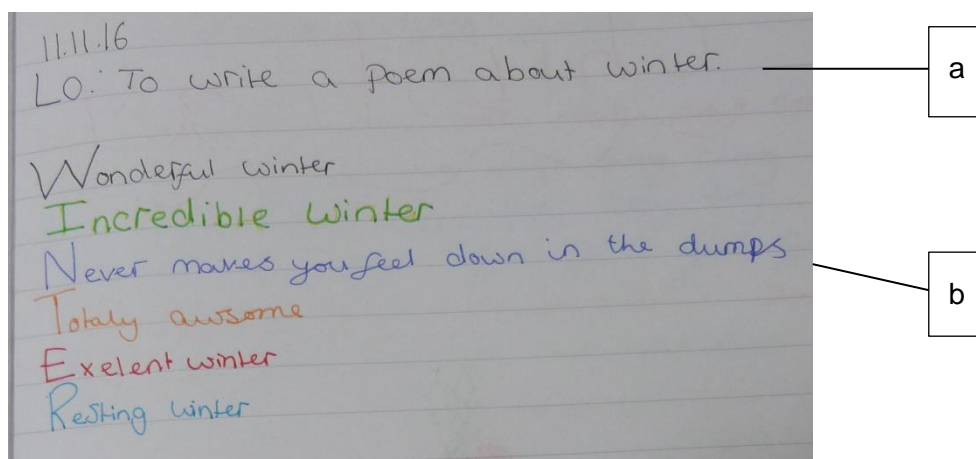 11.11.16
LO: To write a poem about winter.
a
Wonderful winter
Incredible winter
Never makes you feel down in the dumps
b
Totaly awsome
Exelent winter
Resting winter